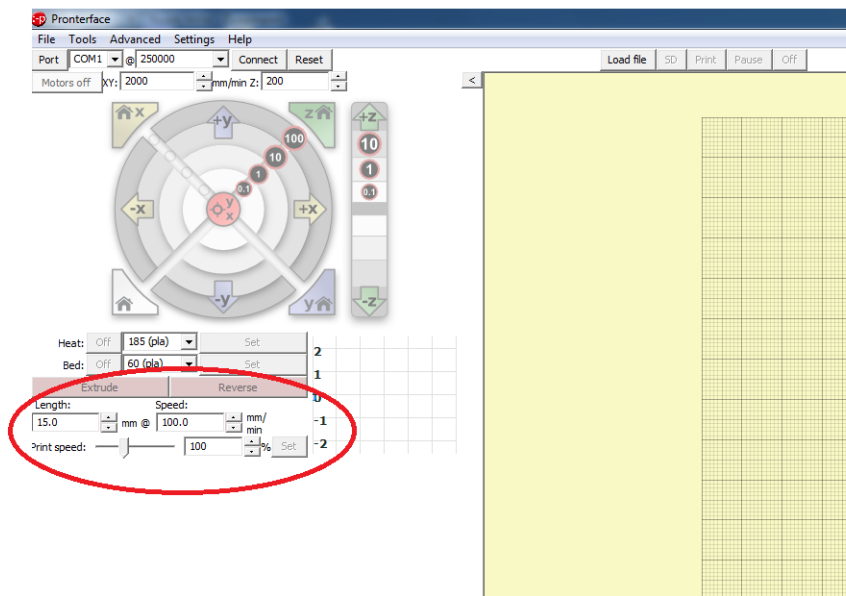 Pronterface
File Tools Advanced Settings Help
Port COM1 @ 250000 Connect Reset Load file SD Print Pause Off
Motors off XY: 2000 mm/min Z: 200 <
x +y z +z
100 10
10 1
1 0.1
0.1
-x y x +x
-y y -z
Heat: Off 185 (pla) Set
2
Bed: Off 60 (pla) Set
1
Extrude Reverse
0
Length: Speed:
15.0 mm @ 100.0 mm/
min
-1
Print speed: 100 % Set -2